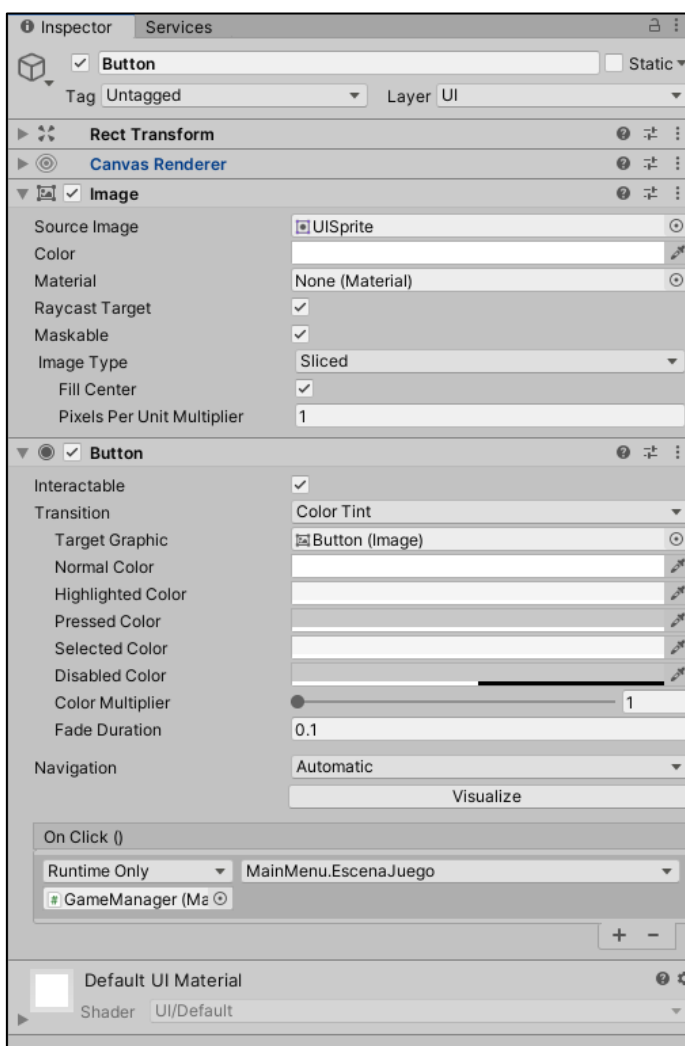 Inspector Services
Button Static
Tag Untagged Layer UI
Rect Transform
Canvas Renderer
Image
Source Image UISprite
Color
Material None (Material)
Raycast Target
Maskable
Image Type Sliced
Fill Center
Pixels Per Unit Multiplier 1
Button
Interactable
Transition Color Tint
Target Graphic Button (Image)
Normal Color
Highlighted Color
Pressed Color
Selected Color
Disabled Color
Color Multiplier 1
Fade Duration 0.1
Navigation Automatic
Visualize
On Click ()
Runtime Only MainMenu.EscenaJuego
# GameManager (Ma
+ −
Default UI Material
Shader UI/Default